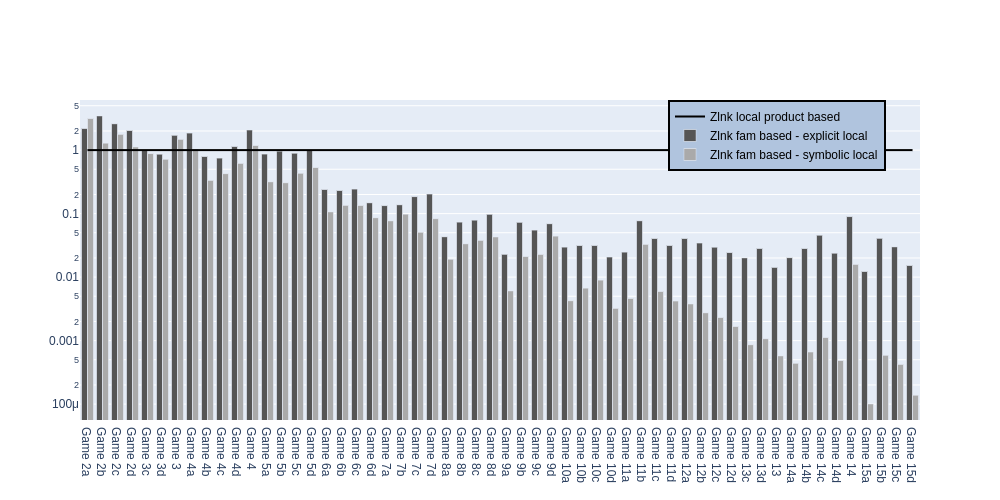 5
2
1
5
2
0.1
5
2
0.01
5
2
0.001
5
2
100μ
Zlnk local product based
Zlnk fam based - explicit local
Zlnk fam based - symbolic local
Game 2a
Game 2b
Game 2c
Game 2d
Game 3c
Game 3d
Game 3
Game 4a
Game 4b
Game 4c
Game 4d
Game 4
Game 5a
Game 5b
Game 5c
Game 5d
Game 6a
Game 6b
Game 6c
Game 6d
Game 7a
Game 7b
Game 7c
Game 7d
Game 8a
Game 8b
Game 8c
Game 8d
Game 9a
Game 9b
Game 9c
Game 9d
Game 10a
Game 10b
Game 10c
Game 10d
Game 11a
Game 11b
Game 11c
Game 11d
Game 12a
Game 12b
Game 12c
Game 12d
Game 13c
Game 13d
Game 13
Game 14a
Game 14b
Game 14c
Game 14d
Game 14
Game 15a
Game 15b
Game 15c
Game 15d